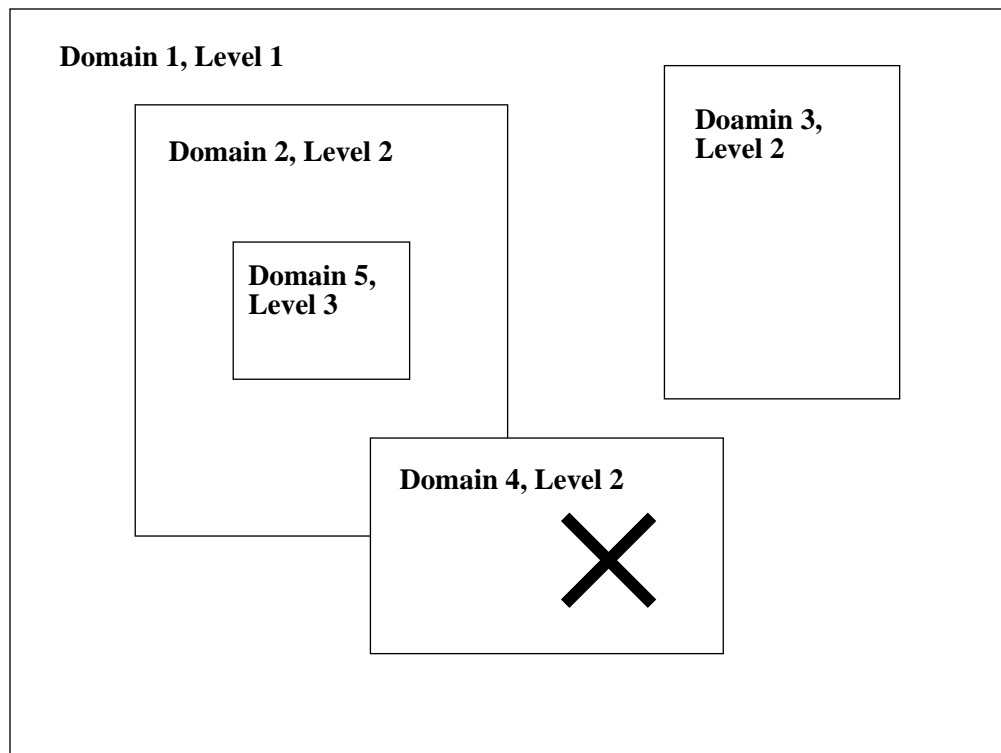 Domain 1, Level 1
Doamin 3,
Level 2
Domain 2, Level 2
Domain 5,
Level 3
Domain 4, Level 2